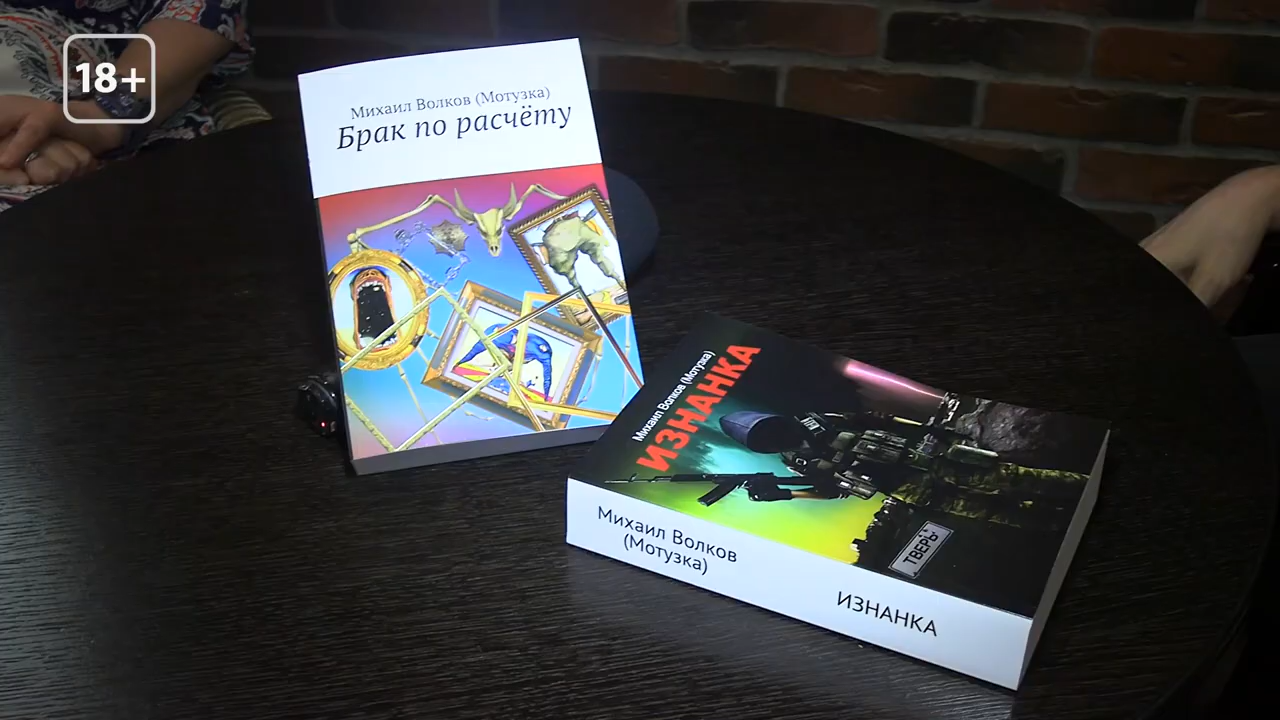 18+
Михаил Волков (Мотузка)
Брак по расчёту
Михаил Волков (Мотузка)
ИЗНАНКА
ТВЕРЬ
Михаил Волков
(Мотузка)
ИЗНАНКА